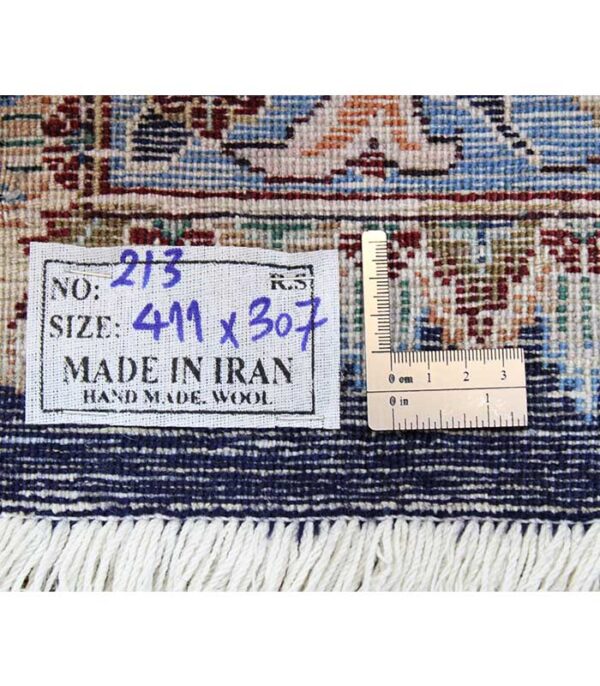 NO: 213 R.S
SIZE: 411 x 307
MADE IN IRAN
HAND MADE. WOOL
0 cm 1 2 3
0 in 1